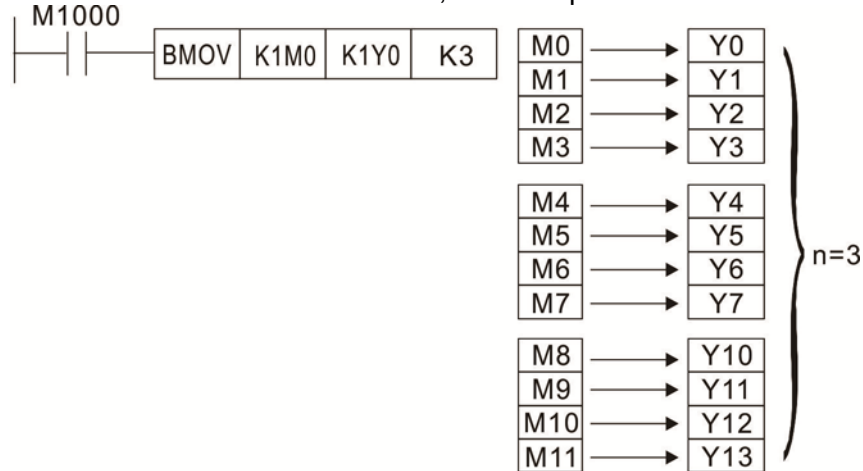 M1000
BMOV K1M0 K1Y0 K3
M0 Y0
M1 Y1
M2 Y2
M3 Y3
M4 Y4
M5 Y5
M6 Y6
M7 Y7
n=3
M8 Y10
M9 Y11
M10 Y12
M11 Y13